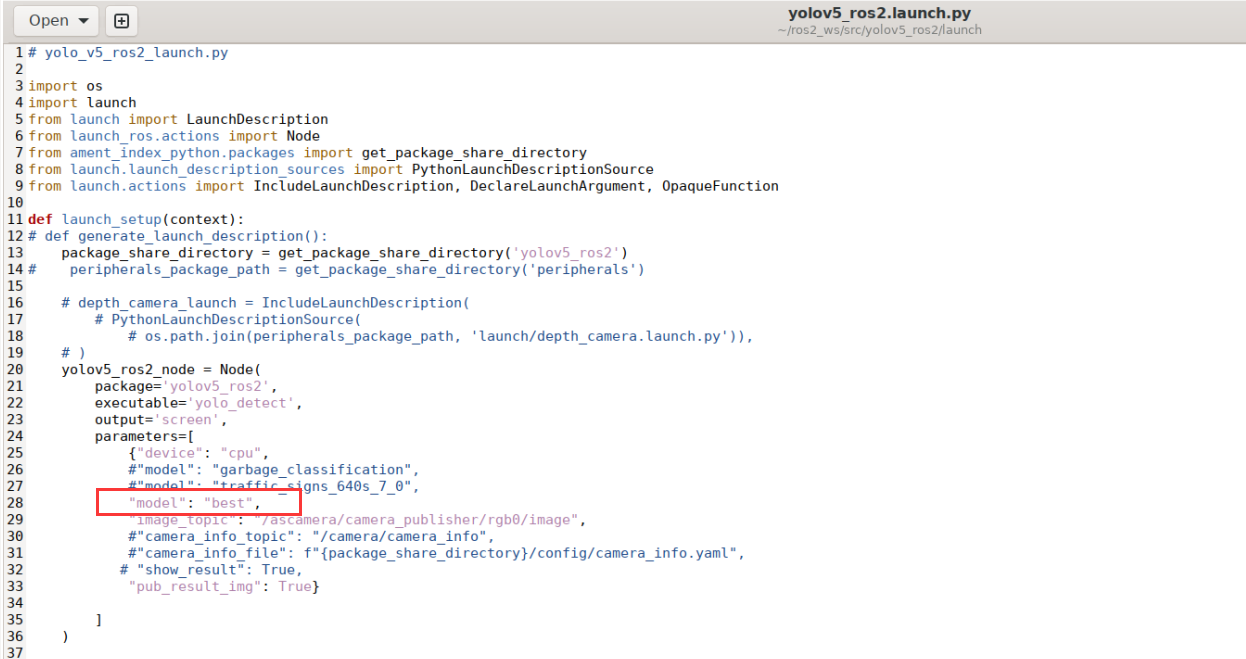 Open
yolov5_ros2.launch.py
~/ros2_ws/src/yolov5_ros2/launch
1 # yolo_v5_ros2_launch.py
2
3 import os
4 import launch
5 from launch import LaunchDescription
6 from launch_ros.actions import Node
7 from ament_index_python.packages import get_package_share_directory
8 from launch.launch_description_sources import PythonLaunchDescriptionSource
9 from launch.actions import IncludeLaunchDescription, DeclareLaunchArgument, OpaqueFunction
10
11 def launch_setup(context):
12 # def generate_launch_description():
13     package_share_directory = get_package_share_directory('yolov5_ros2')
14 #    peripherals_package_path = get_package_share_directory('peripherals')
15
16     # depth_camera_launch = IncludeLaunchDescription(
17         # PythonLaunchDescriptionSource(
18             # os.path.join(peripherals_package_path, 'launch/depth_camera.launch.py')),
19     # )
20     yolov5_ros2_node = Node(
21         package='yolov5_ros2',
22         executable='yolo_detect',
23         output='screen',
24         parameters=[
25             {"device": "cpu",
26             #"model": "garbage_classification",
27             #"model": "traffic_signs_640s_7_0",
28             "model": "best",
29             "image_topic": "/ascamera/camera_publisher/rgb0/image",
30             #"camera_info_topic": "/camera/camera_info",
31             #"camera_info_file": f"{package_share_directory}/config/camera_info.yaml",
32            # "show_result": True,
33             "pub_result_img": True}
34
35         ]
36     )
37